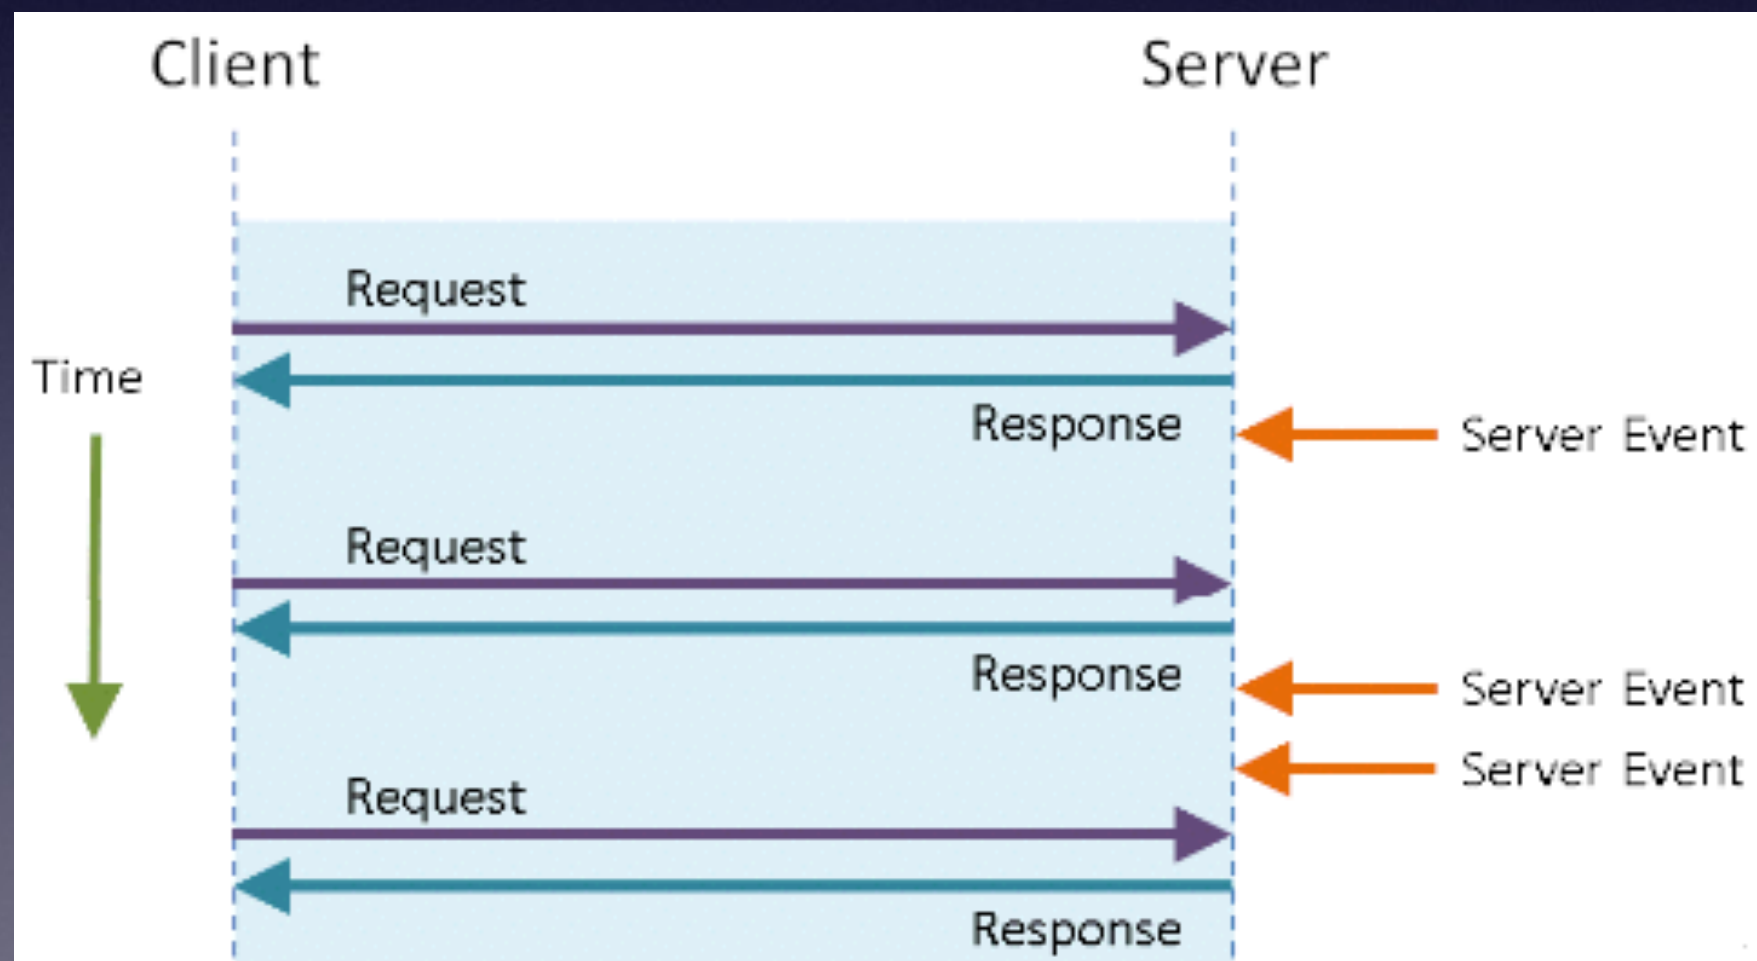 Client
Server
Request
Time
Response
Server Event
Request
Response
Server Event
Server Event
Request
Response